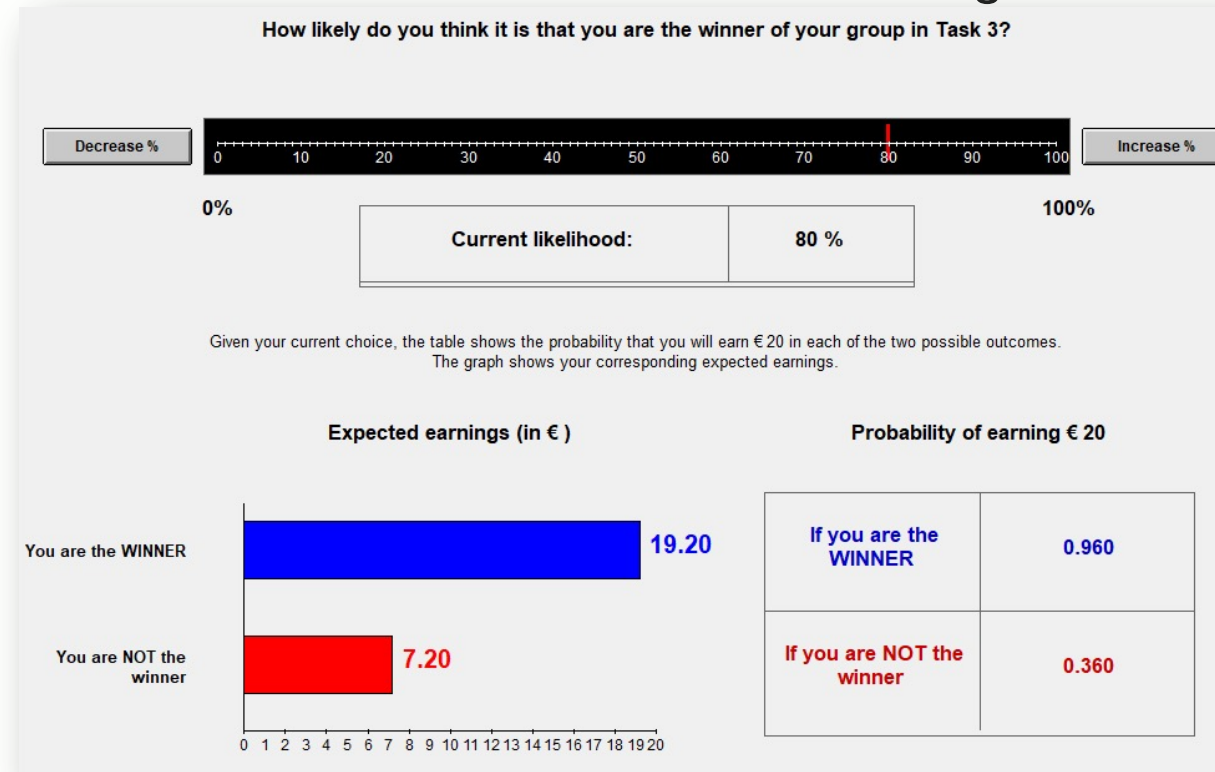 How likely do you think it is that you are the winner of your group in Task 3?
Decrease %
0 10 20 30 40 50 60 70 80 90 100
Increase %
0%
100%
Current likelihood:
80 %
Given your current choice, the table shows the probability that you will earn € 20 in each of the two possible outcomes.
The graph shows your corresponding expected earnings.
Expected earnings (in € )
You are the WINNER
19.20
You are NOT the
winner
7.20
0 1 2 3 4 5 6 7 8 9 10 11 12 13 14 15 16 17 18 19 20
Probability of earning € 20
If you are the
WINNER
0.960
If you are NOT the
winner
0.360